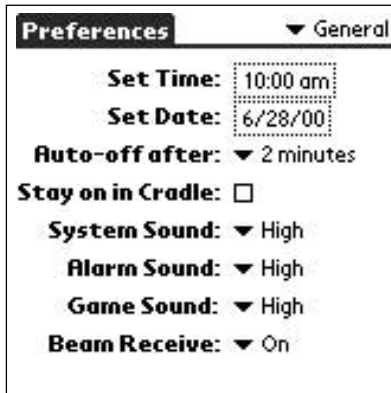 Preferences General
Set Time: 10:00 am
Set Date: 6/28/00
Auto-off after: 2 minutes
Stay on in Cradle:
System Sound: High
Alarm Sound: High
Game Sound: High
Beam Receive: On